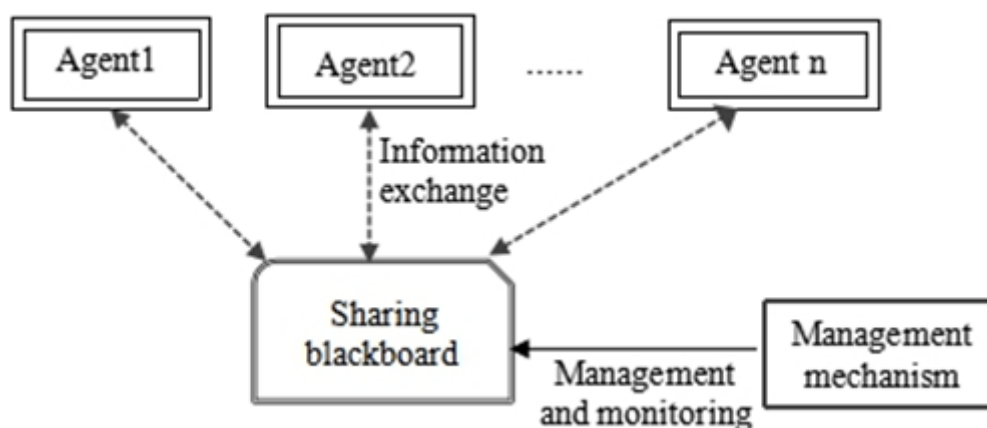 Agent1
Agent2
......
Agent n
Information
exchange
Sharing
blackboard
Management
and monitoring
Management
mechanism